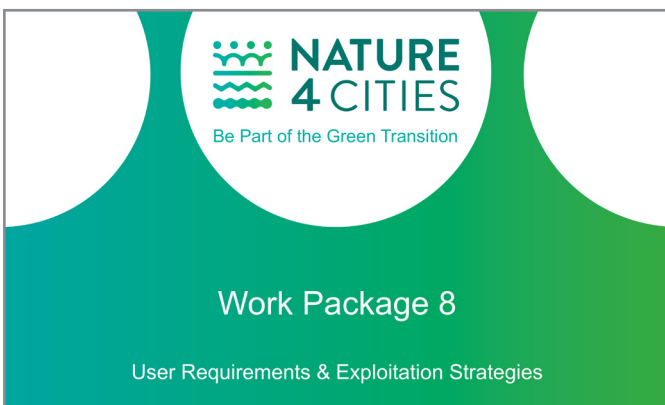 NATURE
4 CITIES
Be Part of the Green Transition
Work Package 8
User Requirements & Exploitation Strategies